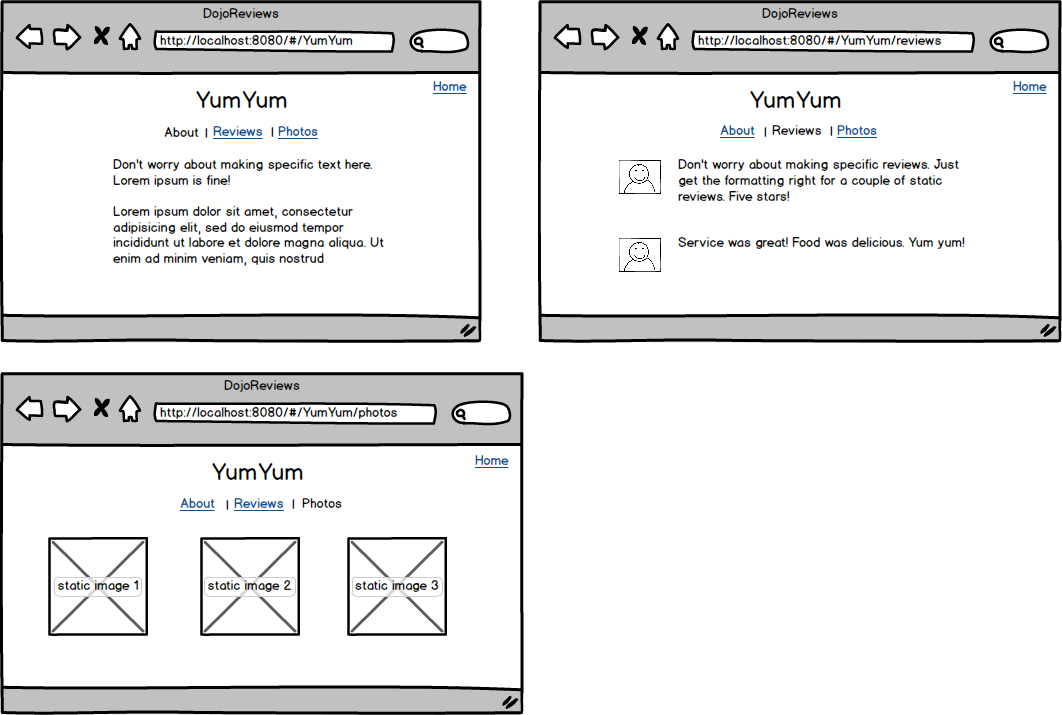 DojoReviews
http://localhost:8080/#/YumYum
Home
YumYum
About | Reviews | Photos
Don't worry about making specific text here.
Lorem ipsum is fine!
Lorem ipsum dolor sit amet, consectetur
adipisicing elit, sed do eiusmod tempor
incididunt ut labore et dolore magna aliqua. Ut
enim ad minim veniam, quis nostrud
DojoReviews
http://localhost:8080/#/YumYum/reviews
Home
YumYum
About | Reviews | Photos
Don't worry about making specific reviews. Just
get the formatting right for a couple of static
reviews. Five stars!
Service was great! Food was delicious. Yum yum!
DojoReviews
http://localhost:8080/#/YumYum/photos
Home
YumYum
About | Reviews | Photos
static image 1 static image 2 static image 3